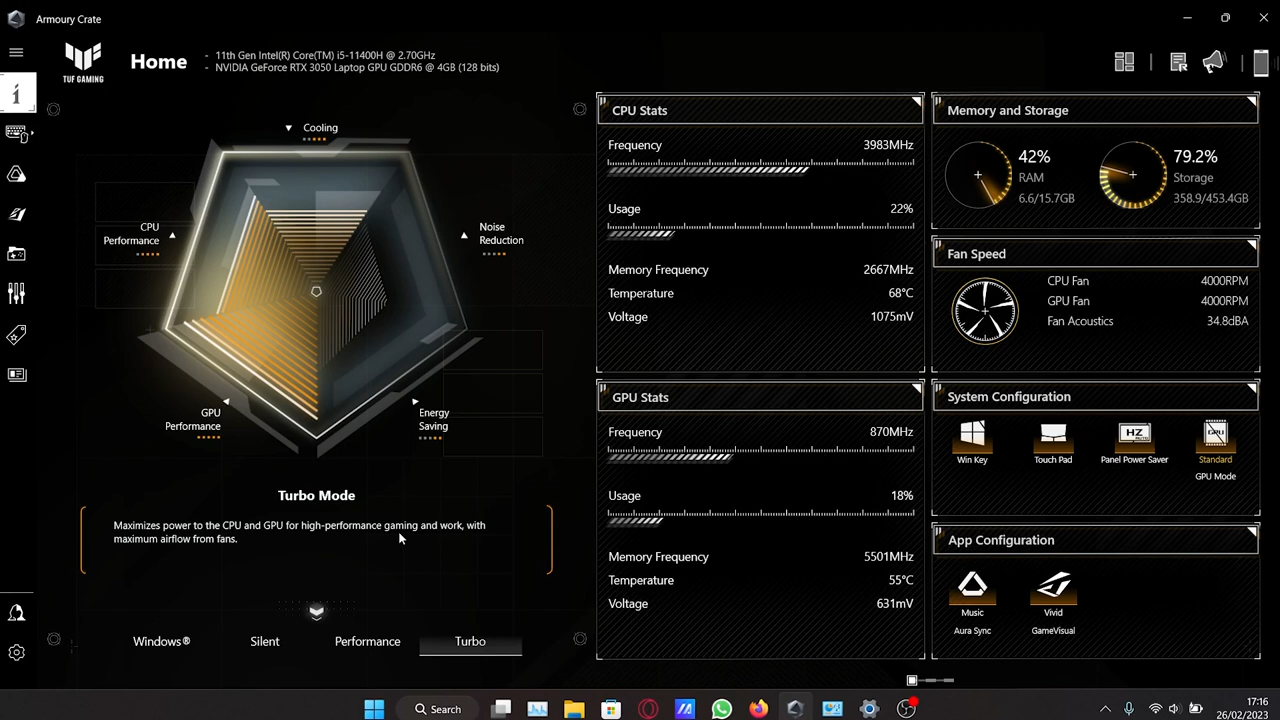 Armoury Crate
TUF GAMING
Home
- 11th Gen Intel(R) Core(TM) i5-11400H @ 2.70GHz
- NVIDIA GeForce RTX 3050 Laptop GPU GDDR6 @ 4GB (128 bits)
Cooling
CPU
Performance
Noise
Reduction
GPU
Performance
Energy
Saving
Turbo Mode
Maximizes power to the CPU and GPU for high-performance gaming and work, with
maximum airflow from fans.
Windows® Silent Performance Turbo
CPU Stats
Frequency 3983MHz
Usage 22%
Memory Frequency 2667MHz
Temperature 68°C
Voltage 1075mV
GPU Stats
Frequency 870MHz
Usage 18%
Memory Frequency 5501MHz
Temperature 55°C
Voltage 631mV
Memory and Storage
42%
RAM
6.6/15.7GB
79.2%
Storage
358.9/453.4GB
Fan Speed
CPU Fan 4000RPM
GPU Fan 4000RPM
Fan Acoustics 34.8dBA
System Configuration
Win Key
Touch Pad
HZ
Panel Power Saver
GPU
Standard
GPU Mode
App Configuration
Music
Aura Sync
Vivid
GameVisual
Search
17:16
26/02/2023